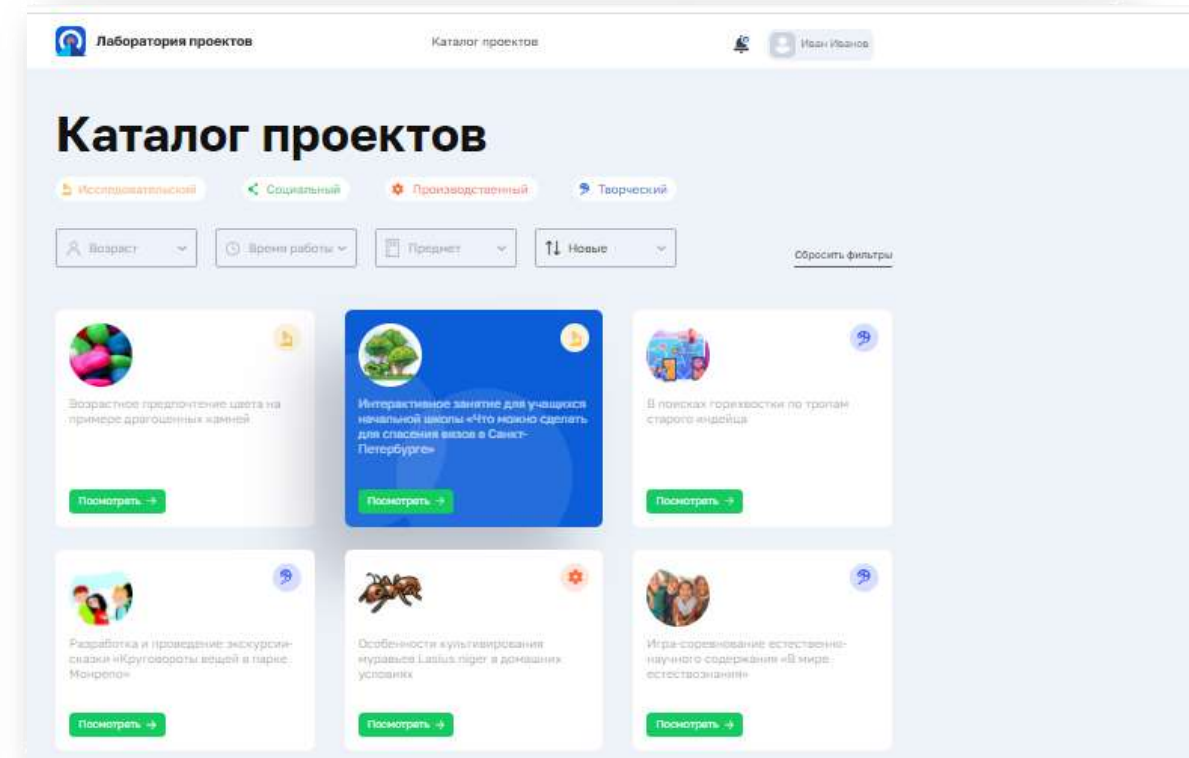 Лаборатория проектов
Каталог проектов
Иван Иванов
Каталог проектов
Исследовательский
Социальный
Производственный
Творческий
Возраст
Время работы
Предмет
Новые
Сбросить фильтры
Возрастное предпочтение цвета на
примере драгоценных камней
Посмотреть →
Интерактивное занятие для учащихся
начальной школы «Что можно сделать
для спасения вязов в Санкт-
Петербурге»
Посмотреть →
В поисках горихвостки по тропам
старого индейца
Посмотреть →
Разработка и проведение экскурсии-
сказки «Круговороты вещей в парке
Монрепо»
Посмотреть →
Особенности культивирования
муравьев Lasius niger в домашних
условиях
Посмотреть →
Игра-соревнование естественно-
научного содержания «В мире
естествознания»
Посмотреть →